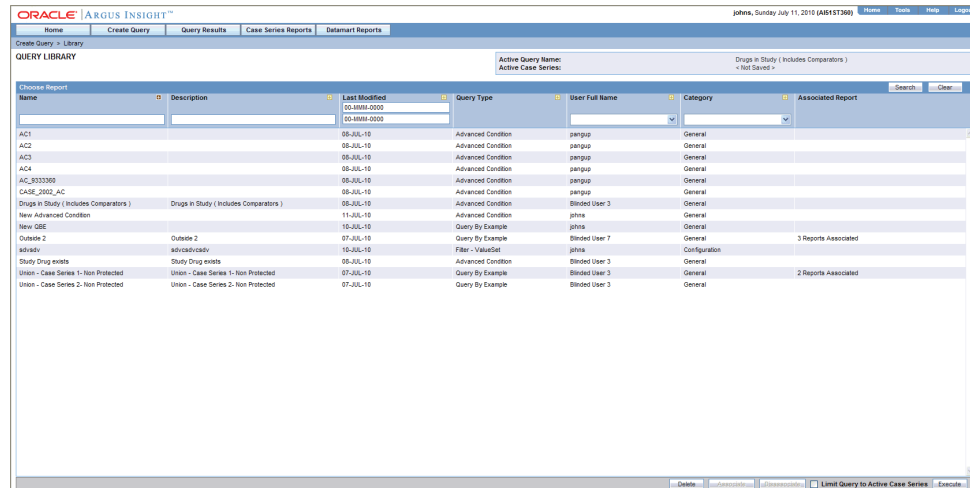 ORACLE | ARGUS INSIGHT™
johns, Sunday July 11, 2010 (AI51ST360) Home Tools Help Logo
Home Create Query Query Results Case Series Reports Datamart Reports
Create Query > Library
QUERY LIBRARY
Active Query Name: Drugs in Study ( Includes Comparators )
Active Case Series: < Not Saved >
Choose Report Search Clear
Name Description Last Modified Query Type User Full Name Category Associated Report
00-MMM-0000
00-MMM-0000
AC1 08-JUL-10 Advanced Condition pangup General
AC2 08-JUL-10 Advanced Condition pangup General
AC3 08-JUL-10 Advanced Condition pangup General
AC4 08-JUL-10 Advanced Condition pangup General
AC_9333360 08-JUL-10 Advanced Condition pangup General
CASE_2002_AC 08-JUL-10 Advanced Condition pangup General
Drugs in Study ( Includes Comparators ) Drugs in Study ( Includes Comparators ) 08-JUL-10 Advanced Condition Blinded User 3 General
New Advanced Condition 11-JUL-10 Advanced Condition johns General
New QBE 10-JUL-10 Query By Example johns General
Outside 2 Outside 2 07-JUL-10 Query By Example Blinded User 7 General 3 Reports Associated
sdvsdv sdvcsdvcsdv 10-JUL-10 Filter - ValueSet johns Configuration
Study Drug exists Study Drug exists 08-JUL-10 Advanced Condition Blinded User 3 General
Union - Case Series 1- Non Protected Union - Case Series 1- Non Protected 07-JUL-10 Query By Example Blinded User 3 General 2 Reports Associated
Union - Case Series 2- Non Protected Union - Case Series 2- Non Protected 07-JUL-10 Query By Example Blinded User 3 General
Delete Associate Disassociate Limit Query to Active Case Series Execute